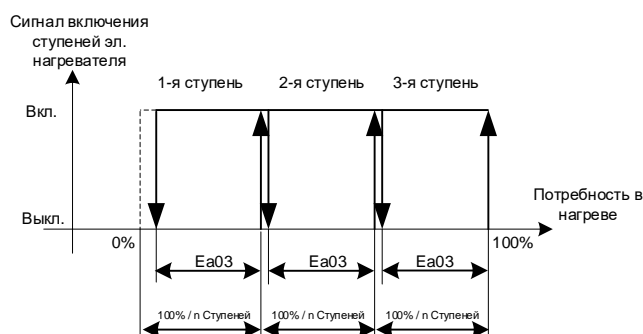 Сигнал включения
ступеней эл.
нагревателя
1-я ступень 2-я ступень 3-я ступень
Вкл.
Потребность в
нагреве
Выкл.
0% 100%
Ea03 Ea03 Ea03
100% / n Ступеней 100% / n Ступеней 100% / n Ступеней